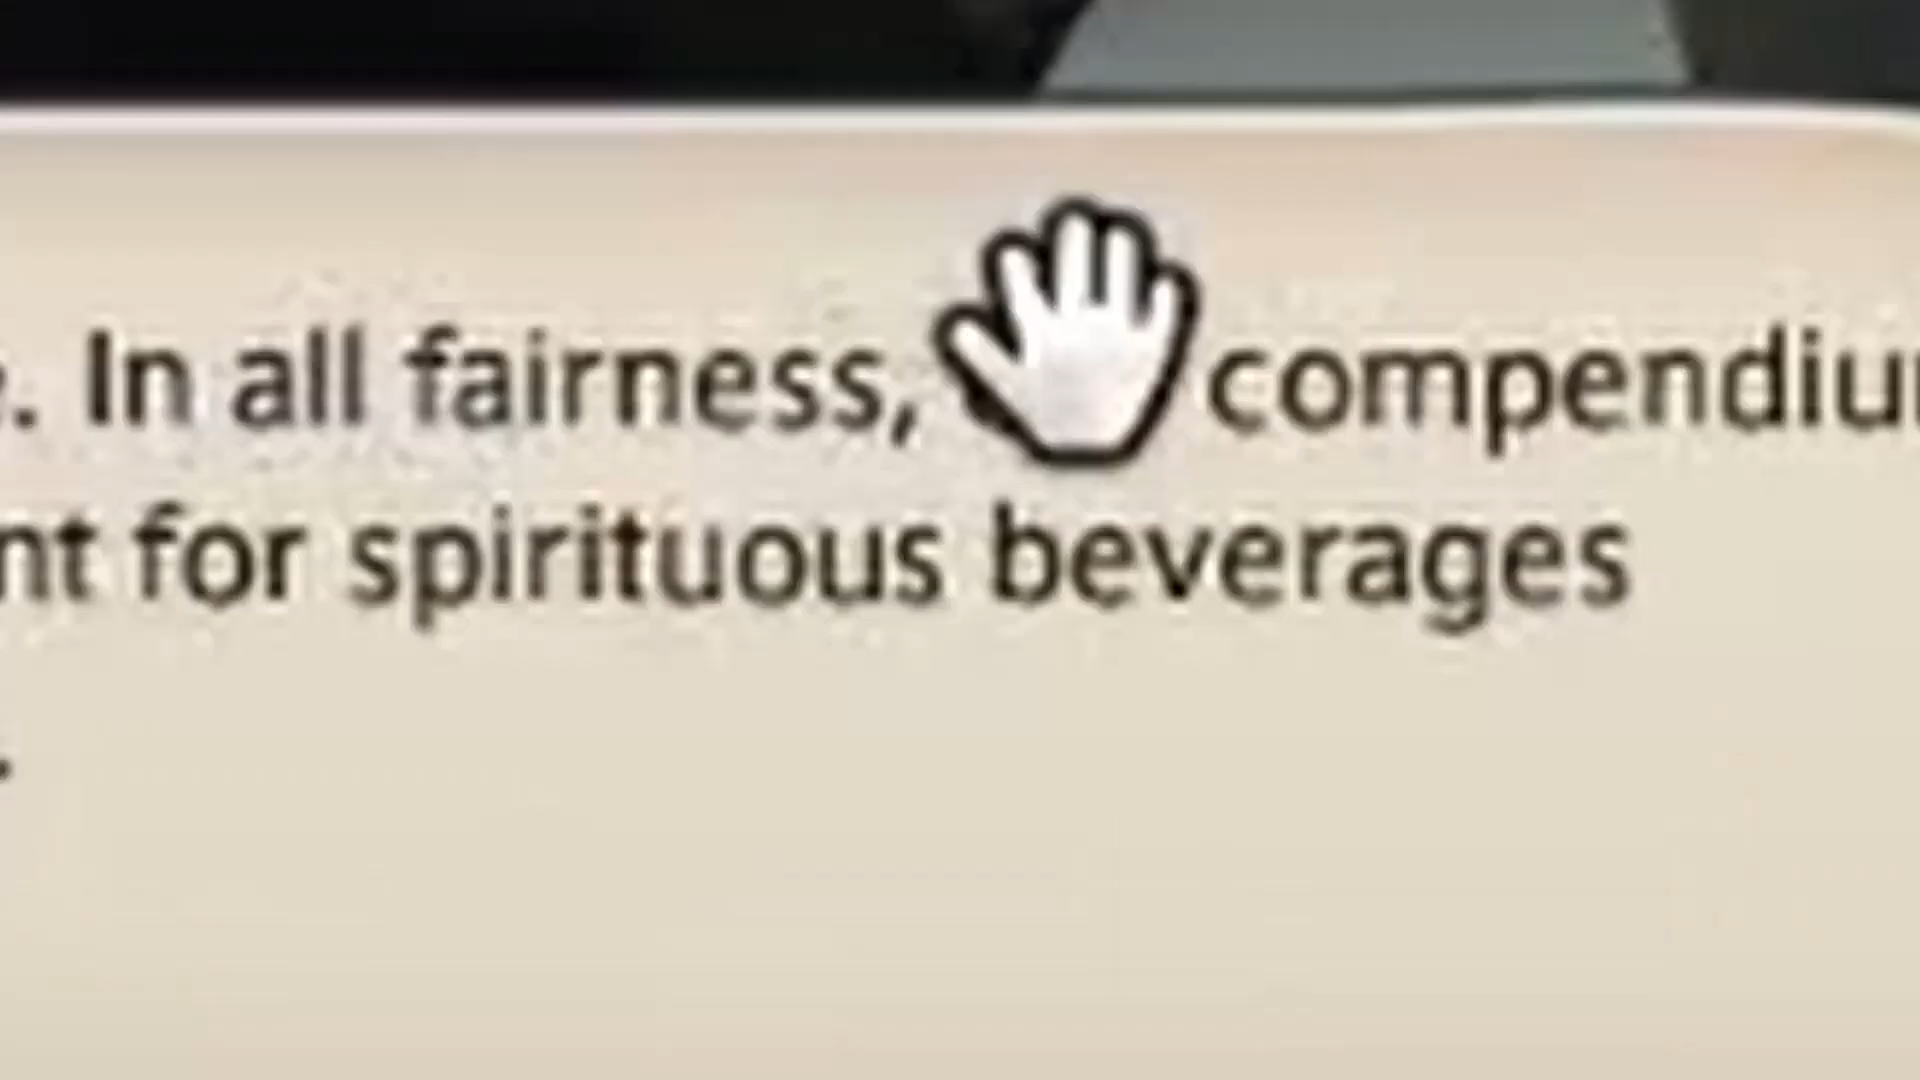 . In all fairness, compendiu
nt for spirituous beverages
.